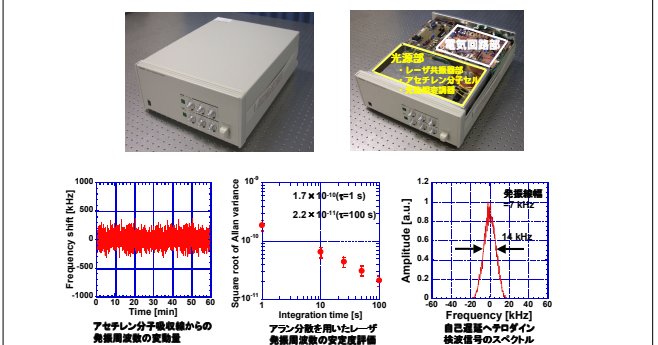 電気回路部
光源部
・レーザ共振器部
・アセチレン分子セル
1000
500
0
-500
-1000
Frequency shift [kHz]
0 10 20 30 40 50 60
Time [min]
アセチレン分子吸収線からの
発振周波数の変動量
10-9
10-10
10-11
Square root of Allan variance
1.7×10-10(τ=1 s)
2.2×10-11(τ=100 s)
1 10 100
Integration time [s]
アラン分散を用いたレーザ
発振周波数の安定度評価
1.2
1
0.8
0.6
0.4
0.2
0
Amplitude [a.u.]
発振線幅
=7 kHz
14 kHz
-60 -40 -20 0 20 40 60
Frequency [kHz]
自己遅延ヘテロダイン
検波信号のスペクトル